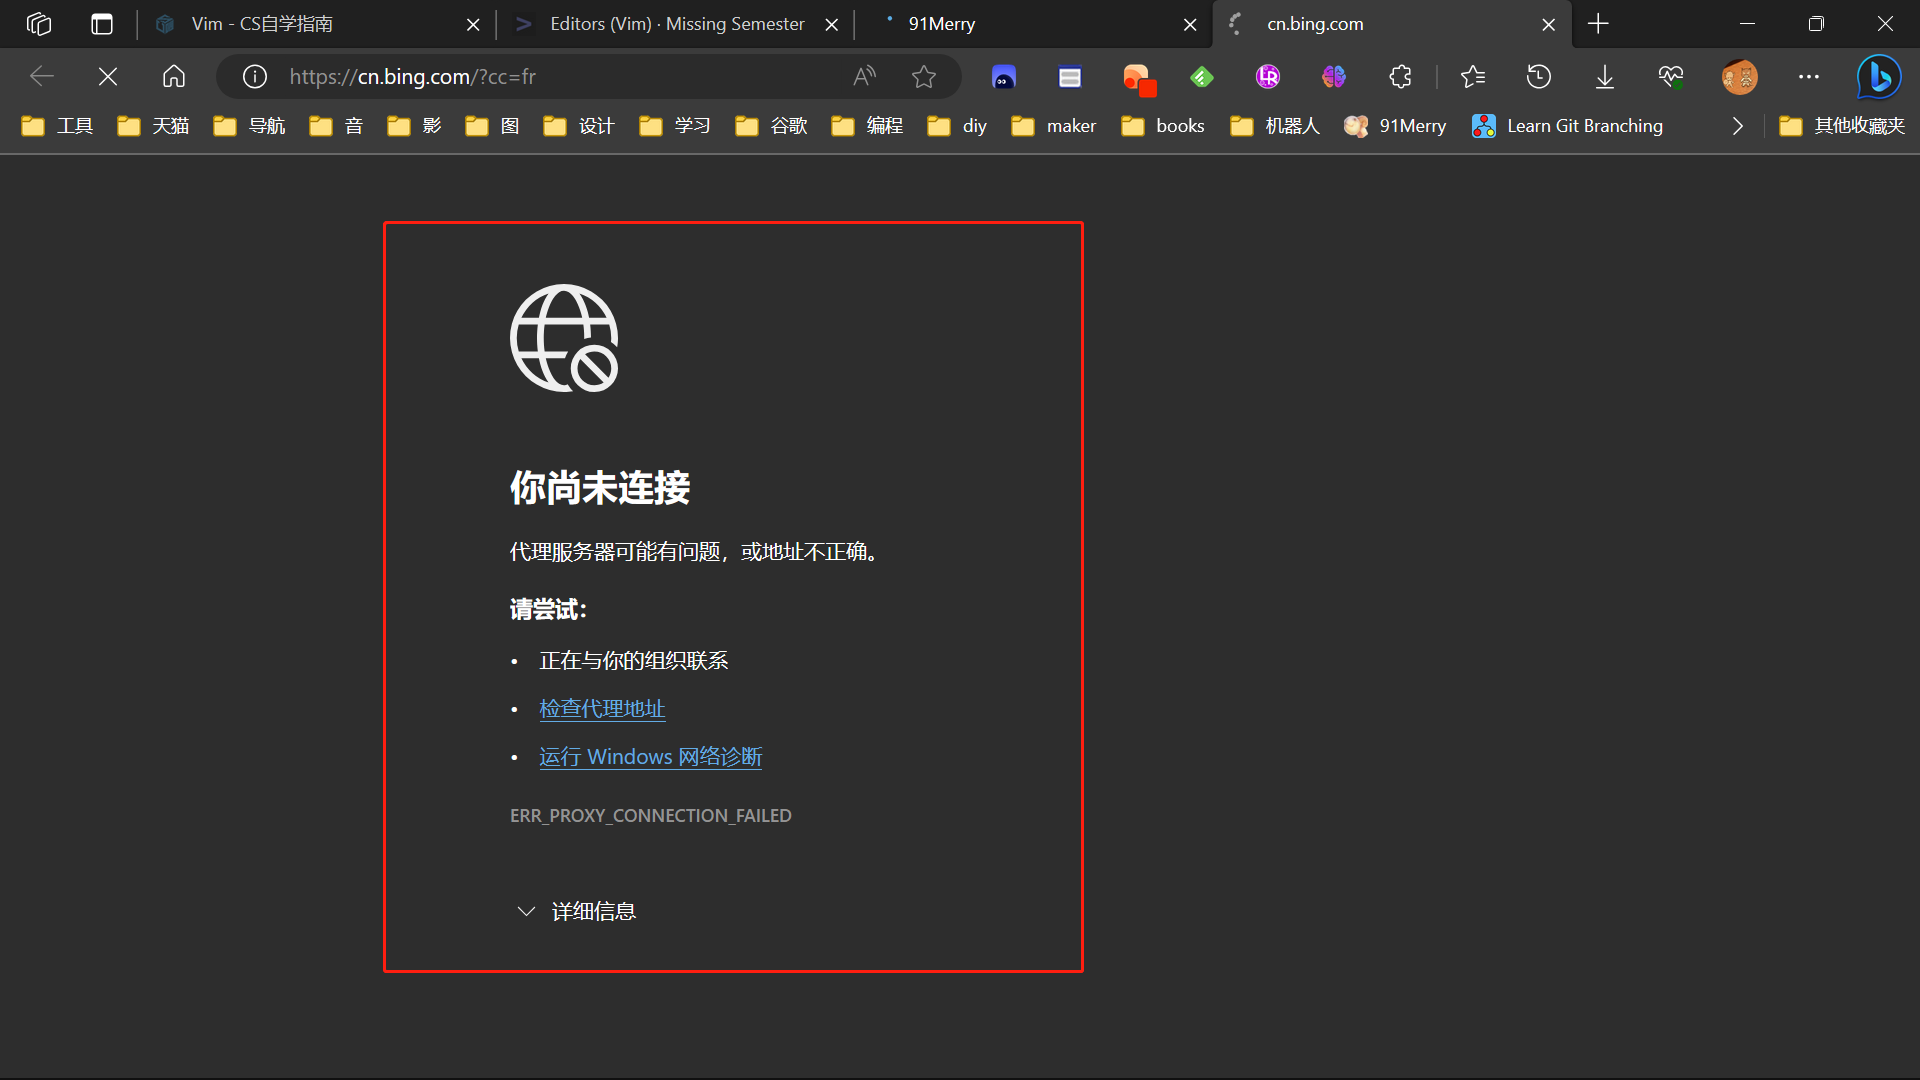 Vim - CS自学指南
Editors (Vim) · Missing Semester
91Merry
cn.bing.com
https://cn.bing.com/?cc=fr
工具
天猫
导航
音
影
图
设计
学习
谷歌
编程
diy
maker
books
机器人
91Merry
Learn Git Branching
其他收藏夹
你尚未连接
代理服务器可能有问题，或地址不正确。
请尝试：
• 正在与你的组织联系
• 检查代理地址
• 运行 Windows 网络诊断
ERR_PROXY_CONNECTION_FAILED
详细信息